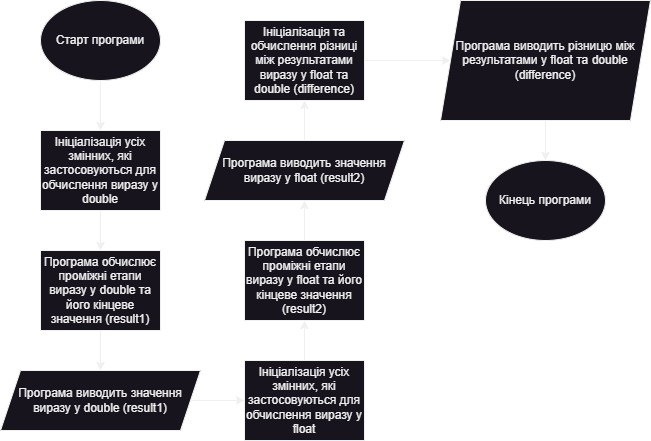 Старт програми
Ініціалізація усіх
змінних, які
застосовуються для
обчислення виразу у
double
Програма обчислює
проміжні етапи
виразу у double та
його кінцеве
значення (result1)
Програма виводить значення
виразу у double (result1)
Ініціалізація усіх
змінних, які
застосовуються для
обчислення виразу у
float
Програма обчислює
проміжні етапи
виразу у float та його
кінцеве значення
(result2)
Програма виводить значення
виразу у float (result2)
Ініціалізація та
обчислення різниці
між результатами
виразу у float та
double (difference)
Програма виводить різницю між
результатами у float та double
(difference)
Кінець програми